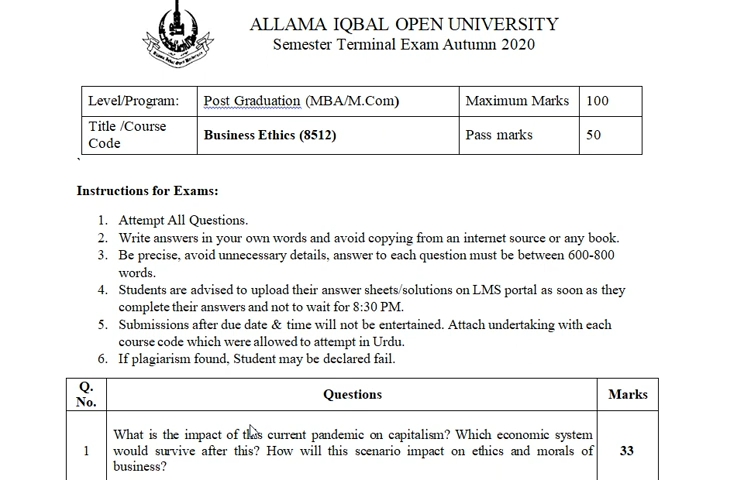 ALLAMA IQBAL OPEN UNIVERSITY
Semester Terminal Exam Autumn 2020
Level/Program: Post Graduation (MBA/M.Com) Maximum Marks 100
Title /Course Code Business Ethics (8512) Pass marks 50
Instructions for Exams:
1. Attempt All Questions.
2. Write answers in your own words and avoid copying from an internet source or any book.
3. Be precise, avoid unnecessary details, answer to each question must be between 600-800
words.
4. Students are advised to upload their answer sheets/solutions on LMS portal as soon as they
complete their answers and not to wait for 8:30 PM.
5. Submissions after due date & time will not be entertained. Attach undertaking with each
course code which were allowed to attempt in Urdu.
6. If plagiarism found, Student may be declared fail.
Q. No. Questions Marks
1 What is the impact of this current pandemic on capitalism? Which economic system 33
would survive after this? How will this scenario impact on ethics and morals of
business?